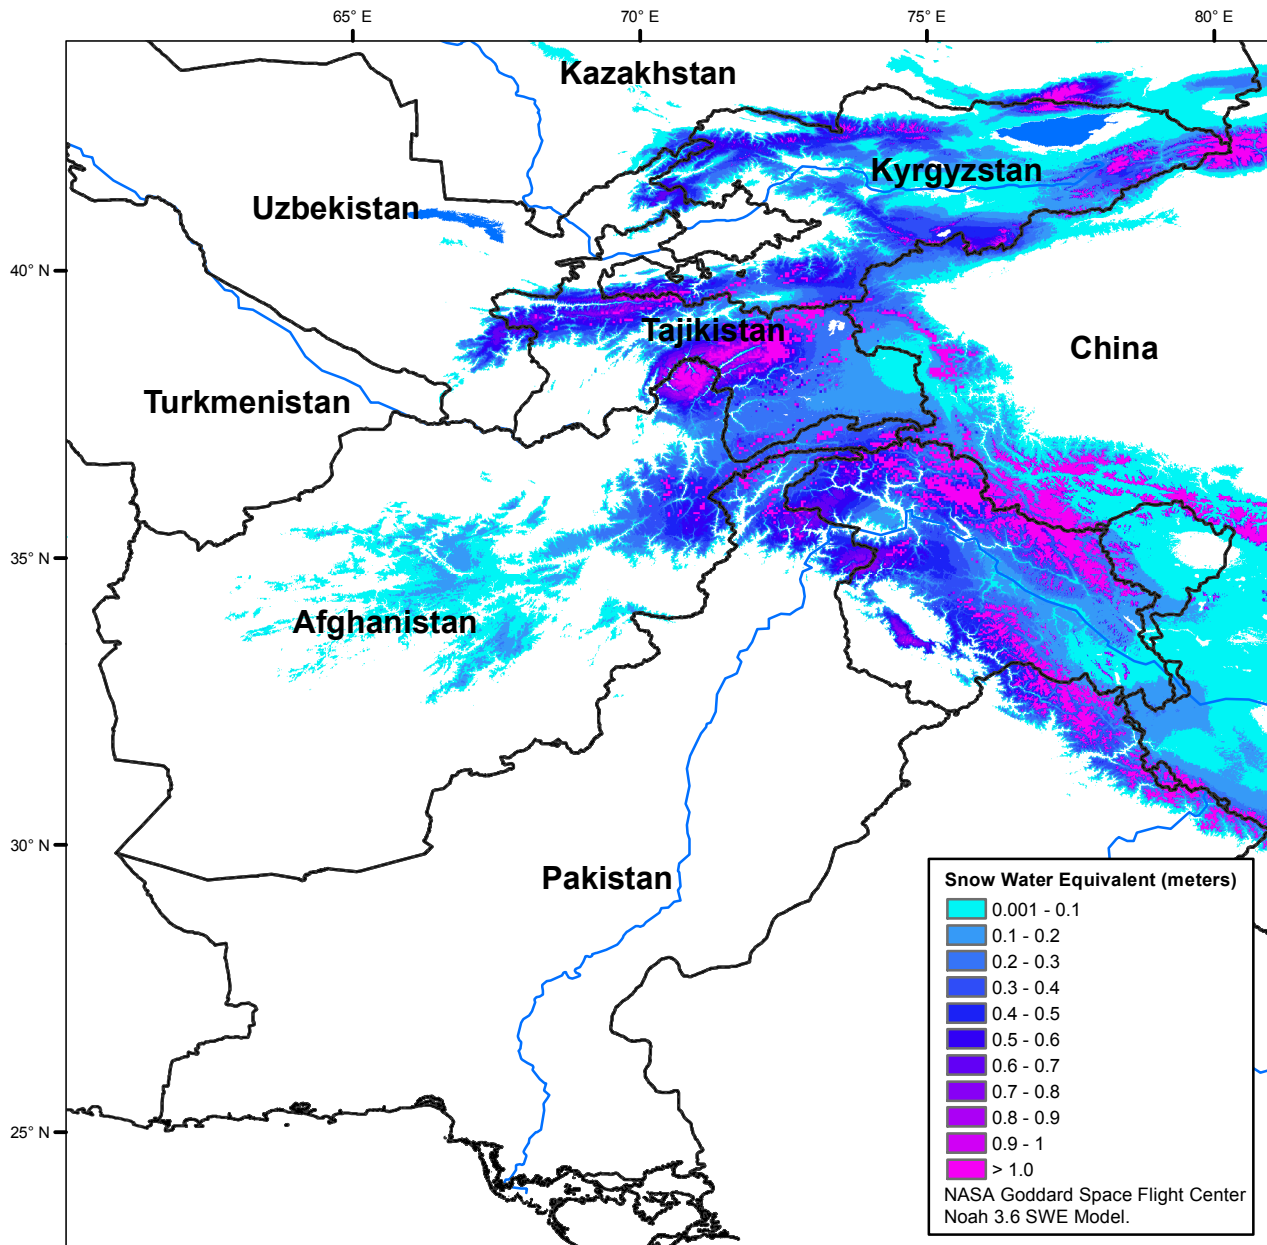 65° E
70° E
75° E
80° E
Kazakhstan
Kyrgyzstan
Uzbekistan
40° N
Tajikistan
China
Turkmenistan
35° N
Afghanistan
30° N
Pakistan
25° N
Snow Water Equivalent (meters)
0.001 - 0.1
0.1 - 0.2
0.2 - 0.3
0.3 - 0.4
0.4 - 0.5
0.5 - 0.6
0.6 - 0.7
0.7 - 0.8
0.8 - 0.9
0.9 - 1
> 1.0
NASA Goddard Space Flight Center
Noah 3.6 SWE Model.